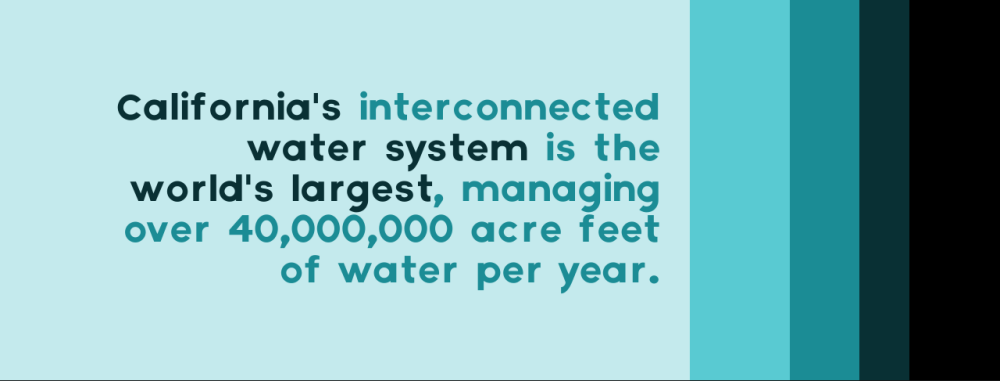 California's interconnected
water system is the
world's largest, managing
over 40,000,000 acre feet
of water per year.